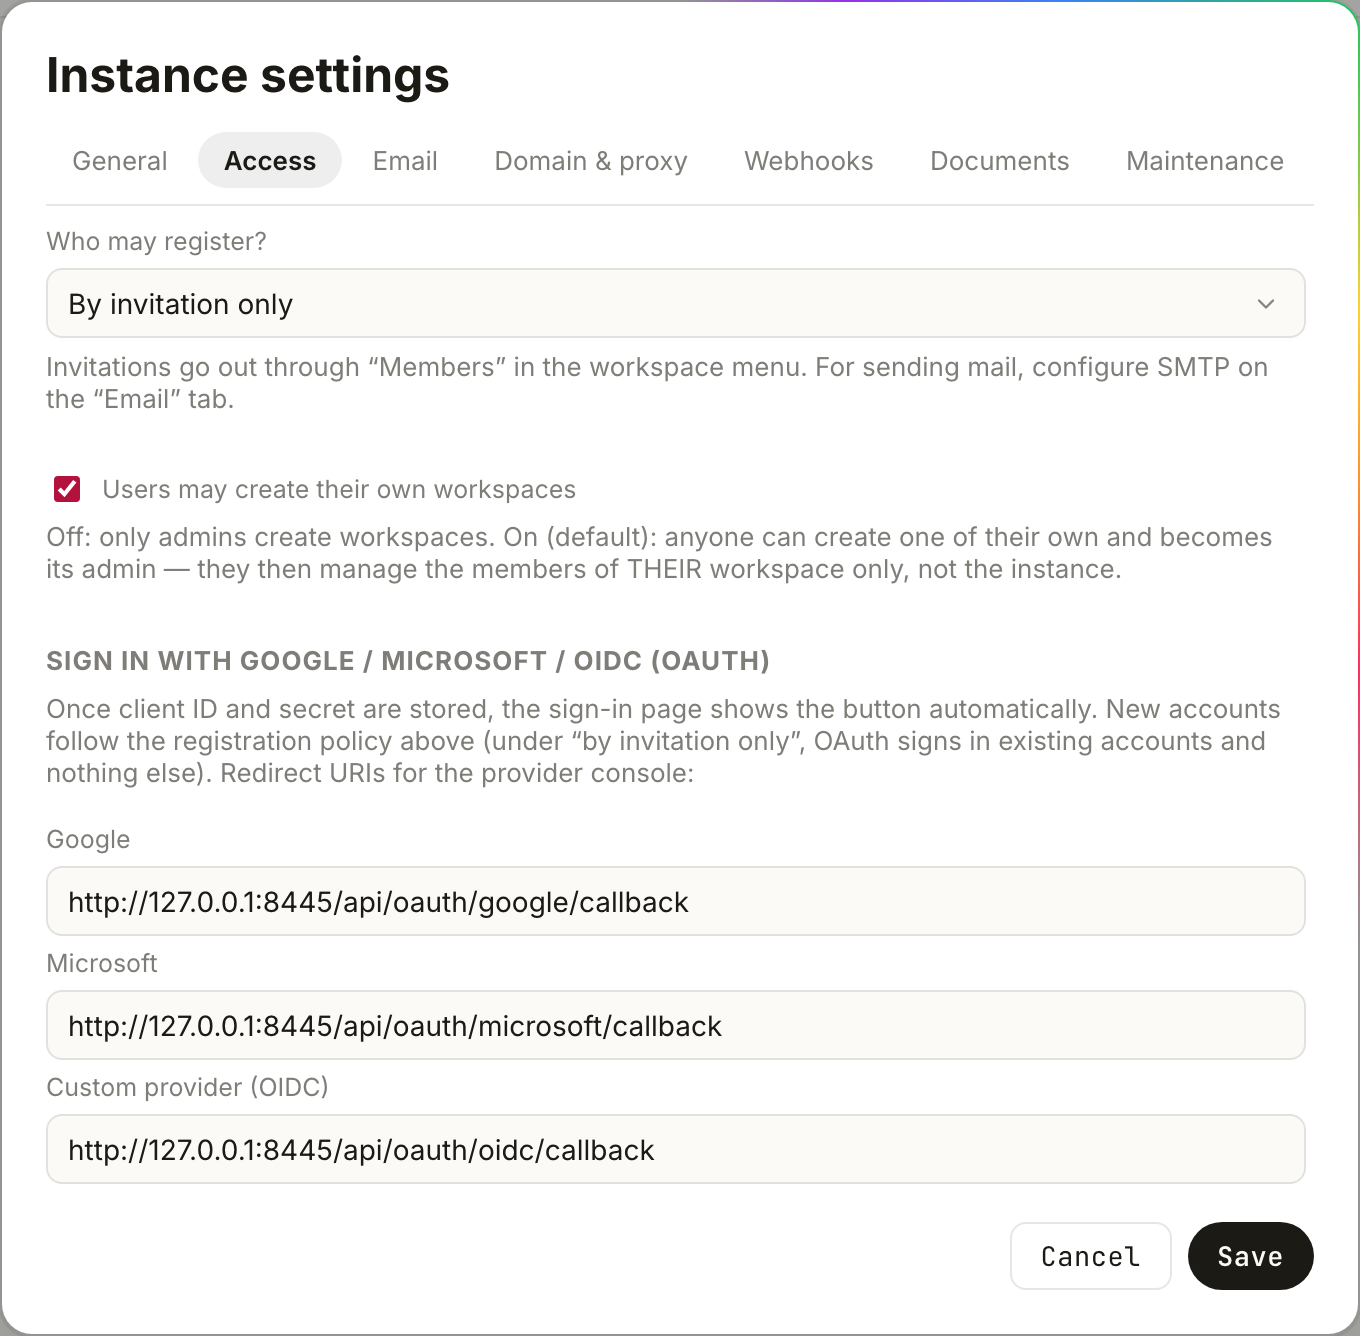 Instance settings
General Access Email Domain & proxy Webhooks Documents Maintenance
Who may register?
By invitation only
Invitations go out through “Members” in the workspace menu. For sending mail, configure SMTP on
the “Email” tab.
Users may create their own workspaces
Off: only admins create workspaces. On (default): anyone can create one of their own and becomes
its admin — they then manage the members of THEIR workspace only, not the instance.
SIGN IN WITH GOOGLE / MICROSOFT / OIDC (OAUTH)
Once client ID and secret are stored, the sign-in page shows the button automatically. New accounts
follow the registration policy above (under “by invitation only”, OAuth signs in existing accounts and
nothing else). Redirect URIs for the provider console:
Google
http://127.0.0.1:8445/api/oauth/google/callback
Microsoft
http://127.0.0.1:8445/api/oauth/microsoft/callback
Custom provider (OIDC)
http://127.0.0.1:8445/api/oauth/oidc/callback
Cancel Save